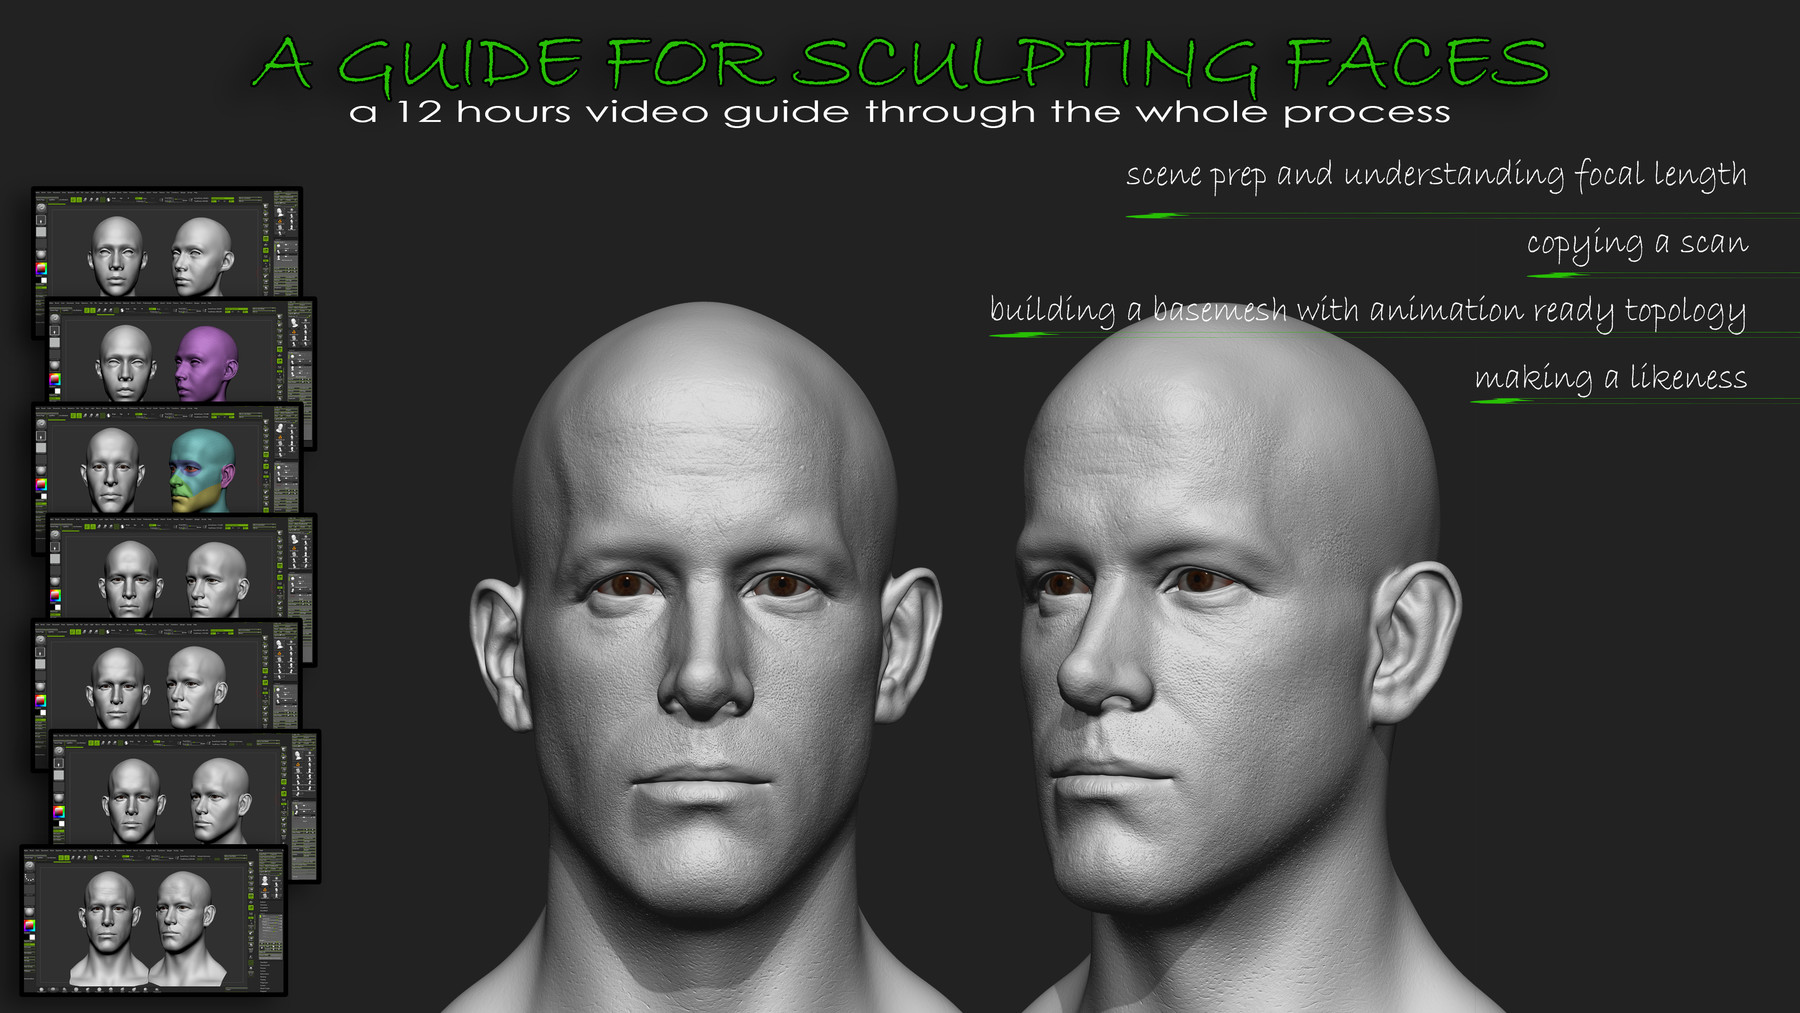 A GUIDE FOR SCULPTING FACES
a 12 hours video guide through the whole process
scene prep and understanding focal length
copying a scan
building a basemesh with animation ready topology
making a likeness